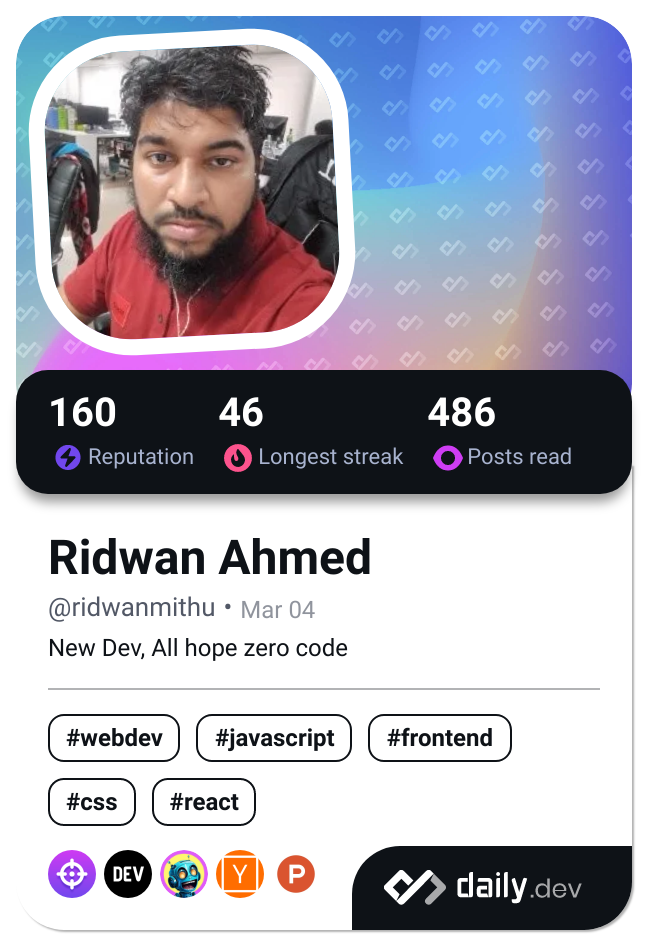 160 46 486
Reputation Longest streak Posts read
Ridwan Ahmed
@ridwanmithu • Mar 04
New Dev, All hope zero code
#webdev #javascript #frontend
#css #react
DEV Y P
daily.dev